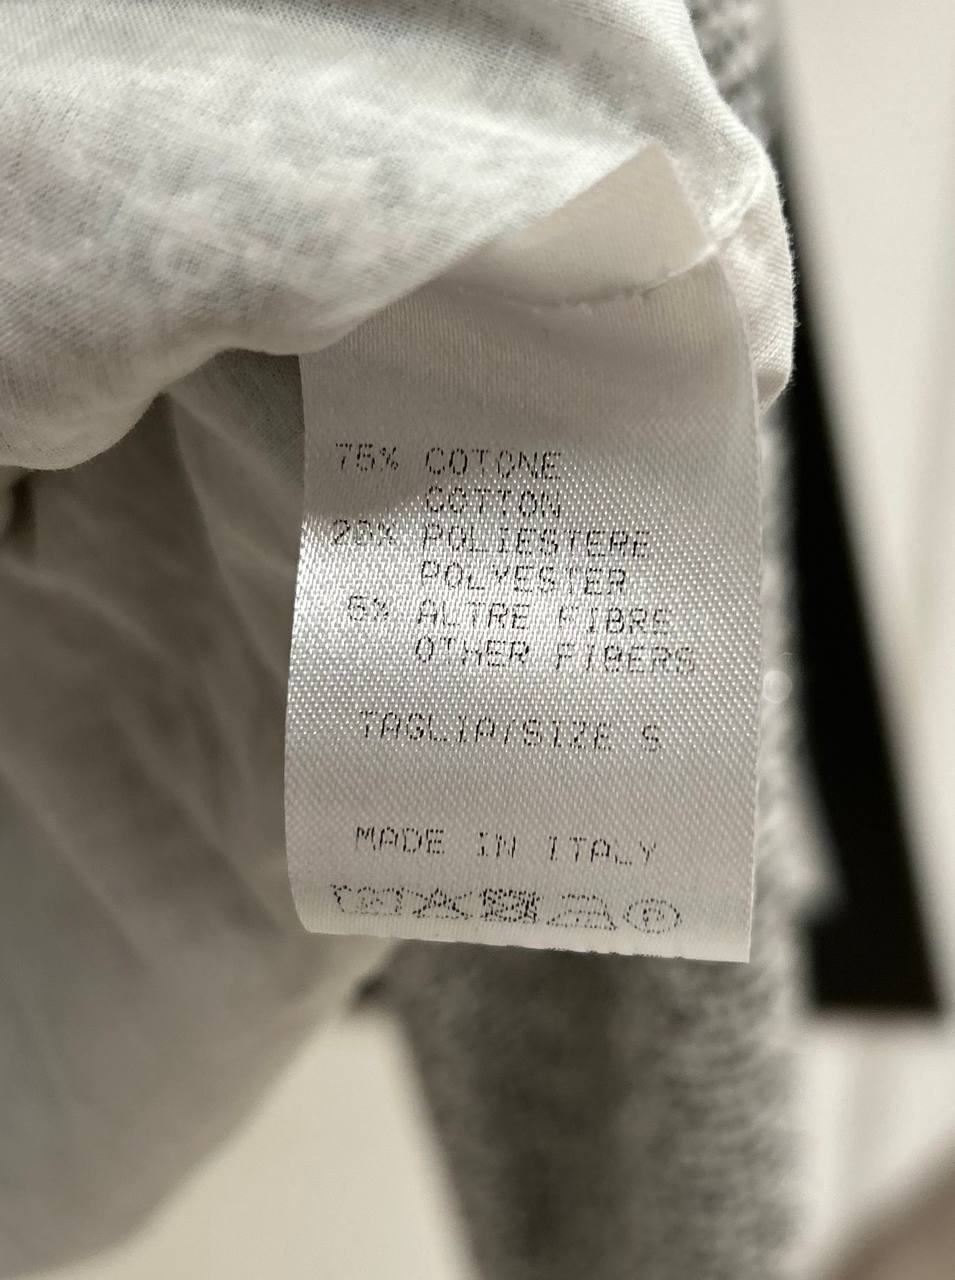 75% COTONE
COTTON
20% POLIESTERE
POLYESTER
5% ALTRE FIBRE
OTHER FIBERS
TAGLIA/SIZE S
MADE IN ITALY
P